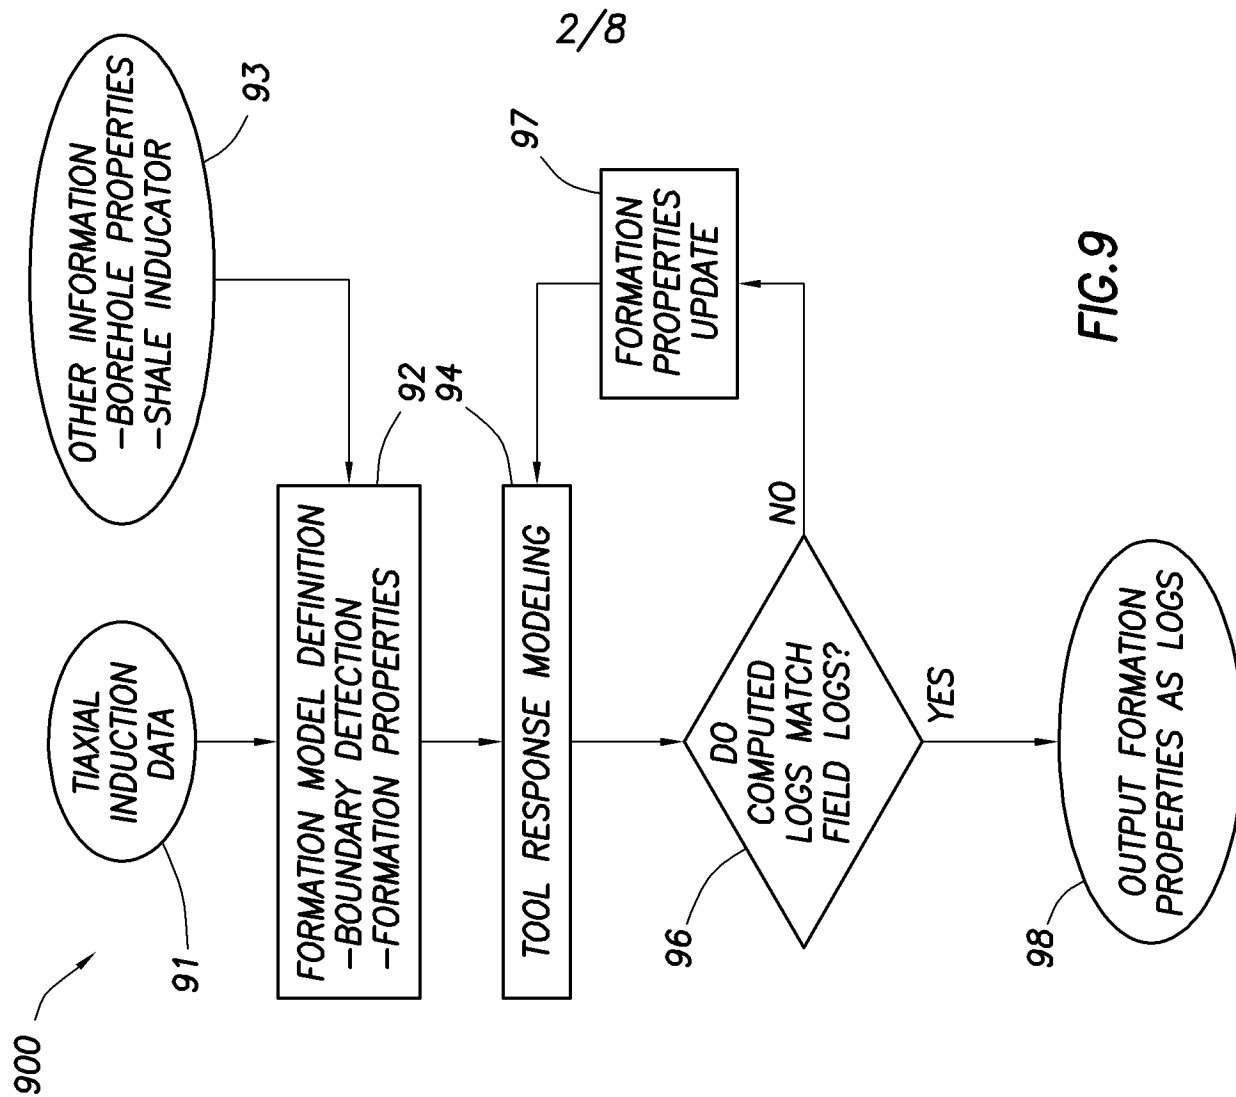 2/8
900
TIAXIAL
INDUCTION
DATA
91
OTHER INFORMATION
-BOREHOLE PROPERTIES
-SHALE INDUCATOR
93
FORMATION MODEL DEFINITION
-BOUNDARY DETECTION
-FORMATION PROPERTIES
92
94
TOOL RESPONSE MODELING
FORMATION
PROPERTIES
UPDATE
97
DO
COMPUTED
LOGS MATCH
FIELD LOGS?
96
NO
YES
OUTPUT FORMATION
PROPERTIES AS LOGS
98
FIG.9